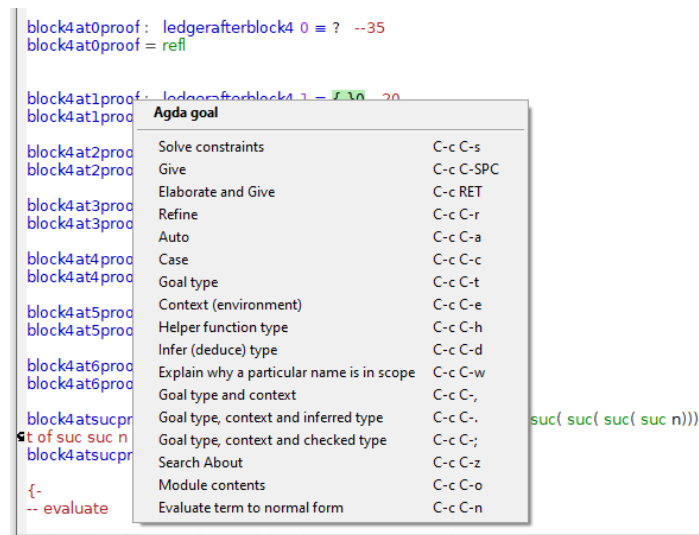 block4at0proof : ledgerafterblock4 0 ≡ ? --35
block4at0proof = refl
block4at1proof : ledgerafterblock4 1 = { }0 20
block4at1proo
Agda goal
block4at2proo
block4at2proo
Solve constraints C-c C-s
Give C-c C-SPC
Elaborate and Give C-c RET
block4at3proo
block4at3proo
Refine C-c C-r
Auto C-c C-a
block4at4proo
block4at4proo
Case C-c C-c
Goal type C-c C-t
Context (environment) C-c C-e
block4at5proo
block4at5proo
Helper function type C-c C-h
Infer (deduce) type C-c C-d
block4at6proo
block4at6proo
Explain why a particular name is in scope C-c C-w
Goal type and context C-c C-,
block4atsucpr
Goal type, context and inferred type C-c C-.
suc( suc( suc( suc n)))
t of suc suc n
Goal type, context and checked type C-c C-;
block4atsucpr
Search About C-c C-z
Module contents C-c C-o
{-
-- evaluate
Evaluate term to normal form C-c C-n